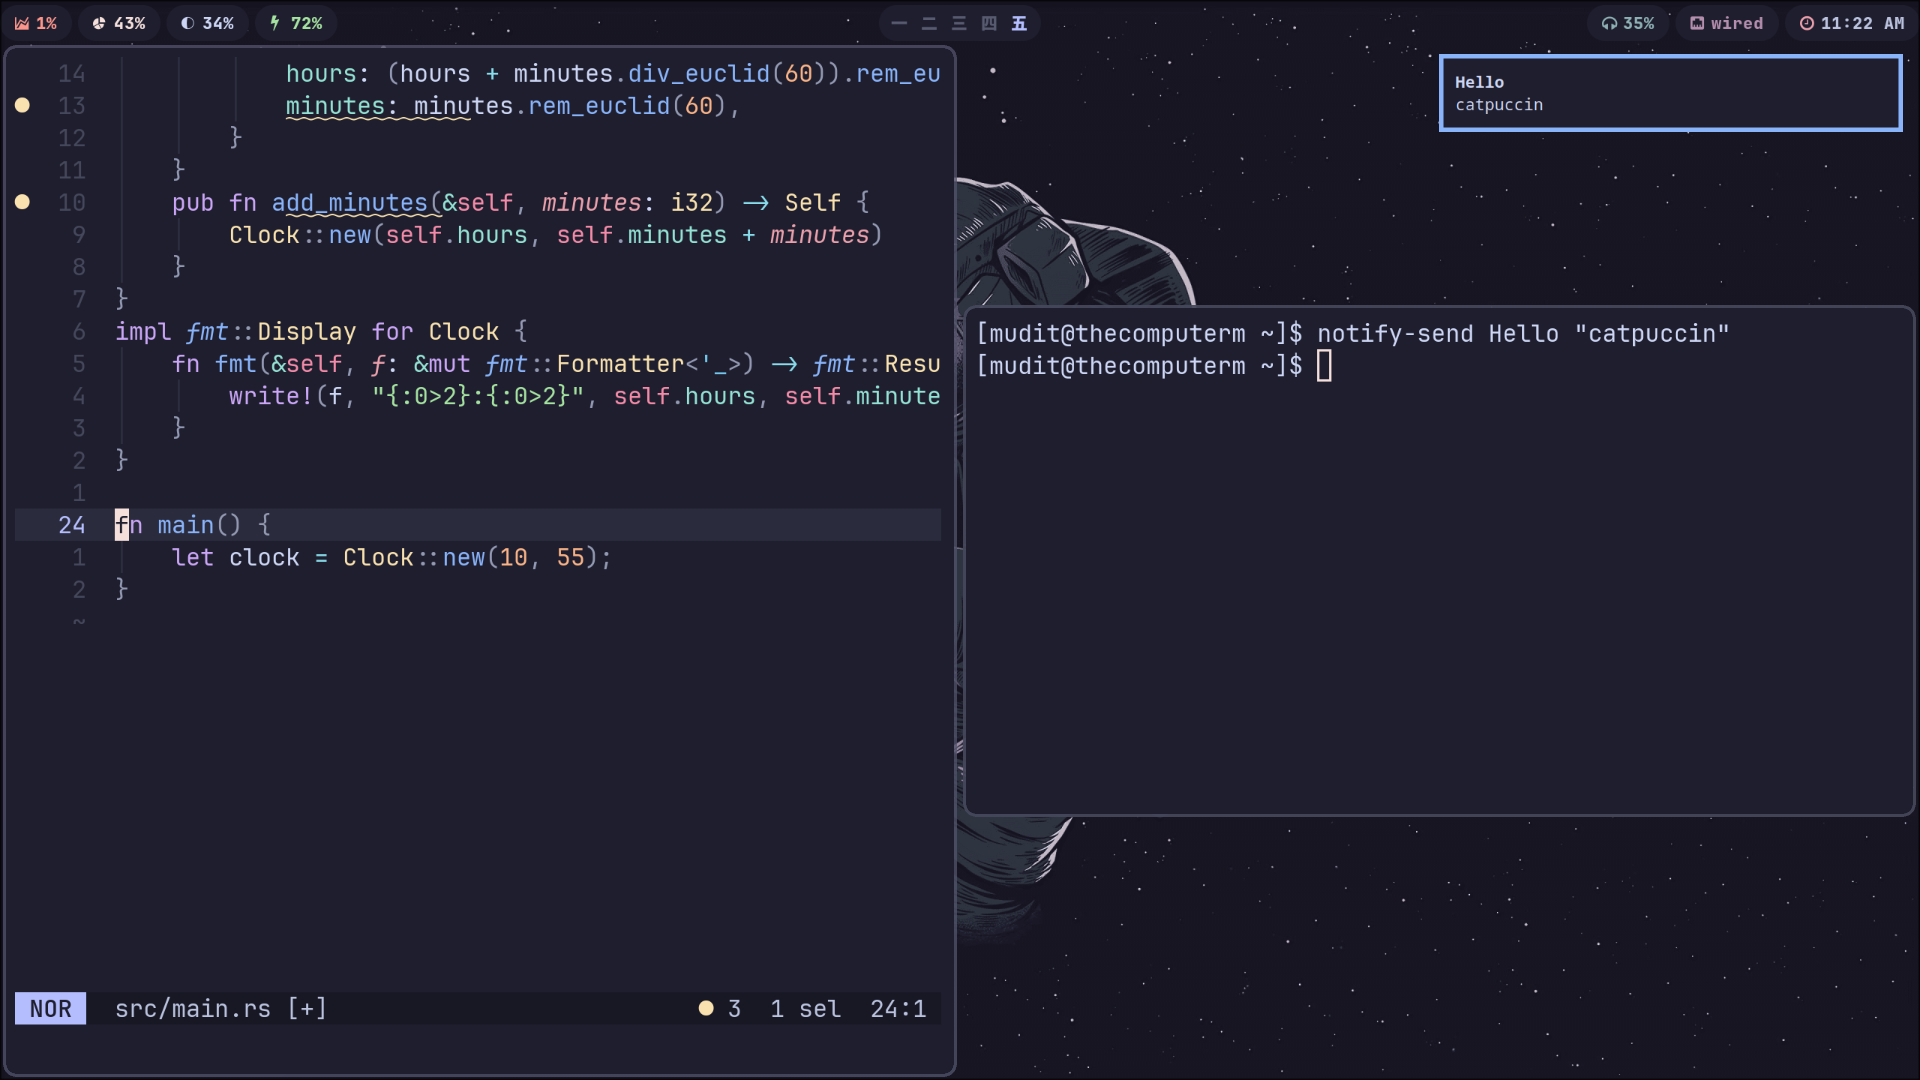 1% 43% 34% 72% 一 二 三 四 五 35% wired 11:22 AM
14 hours: (hours + minutes.div_euclid(60)).rem_eu
13 minutes: minutes.rem_euclid(60),
12 }
11 }
10 pub fn add_minutes(&self, minutes: i32) -> Self {
9 Clock::new(self.hours, self.minutes + minutes)
8 }
7 }
6 impl fmt::Display for Clock {
5 fn fmt(&self, f: &mut fmt::Formatter<'_>) -> fmt::Resu
4 write!(f, "{:0>2}:{:0>2}", self.hours, self.minute
3 }
2 }
1
24 fn main() {
1 let clock = Clock::new(10, 55);
2 }
~
NOR src/main.rs [+] 3 1 sel 24:1
Hello
catpuccin
[mudit@thecomputerm ~]$ notify-send Hello "catpuccin"
[mudit@thecomputerm ~]$